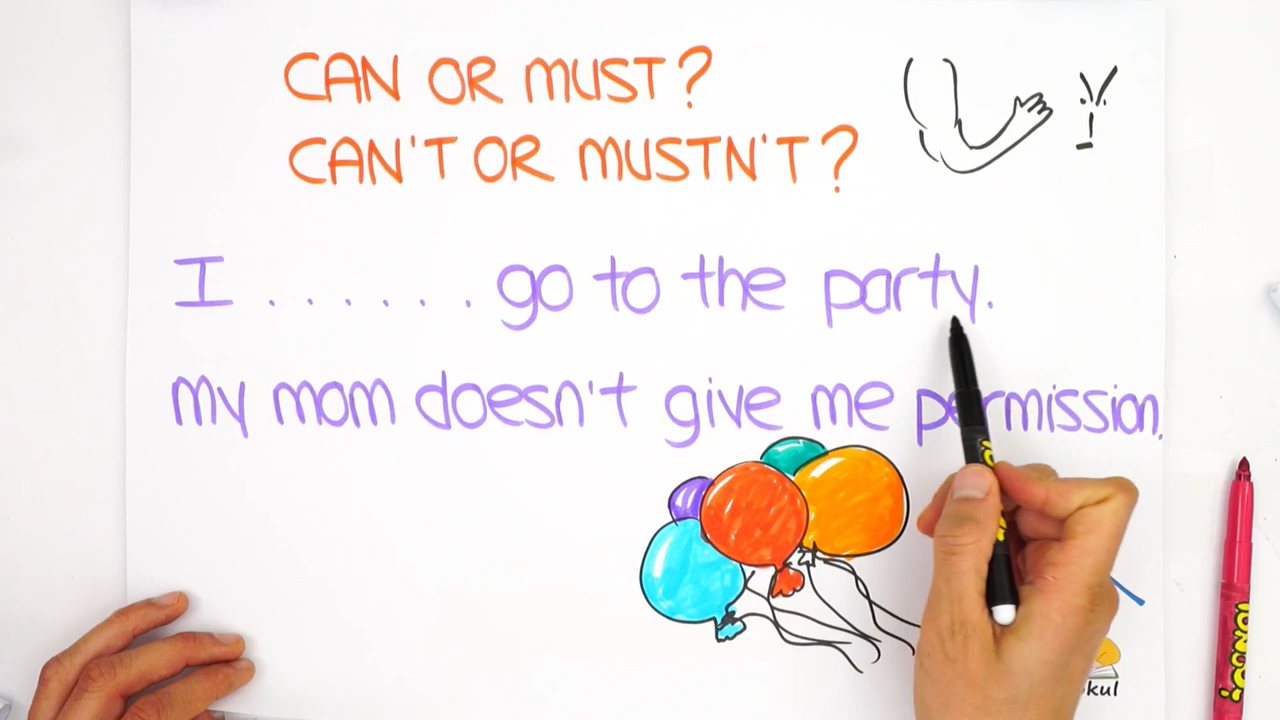 CAN OR MUST?
CAN'T OR MUSTN'T?
I ...... go to the party.
my mom doesn't give me permission.